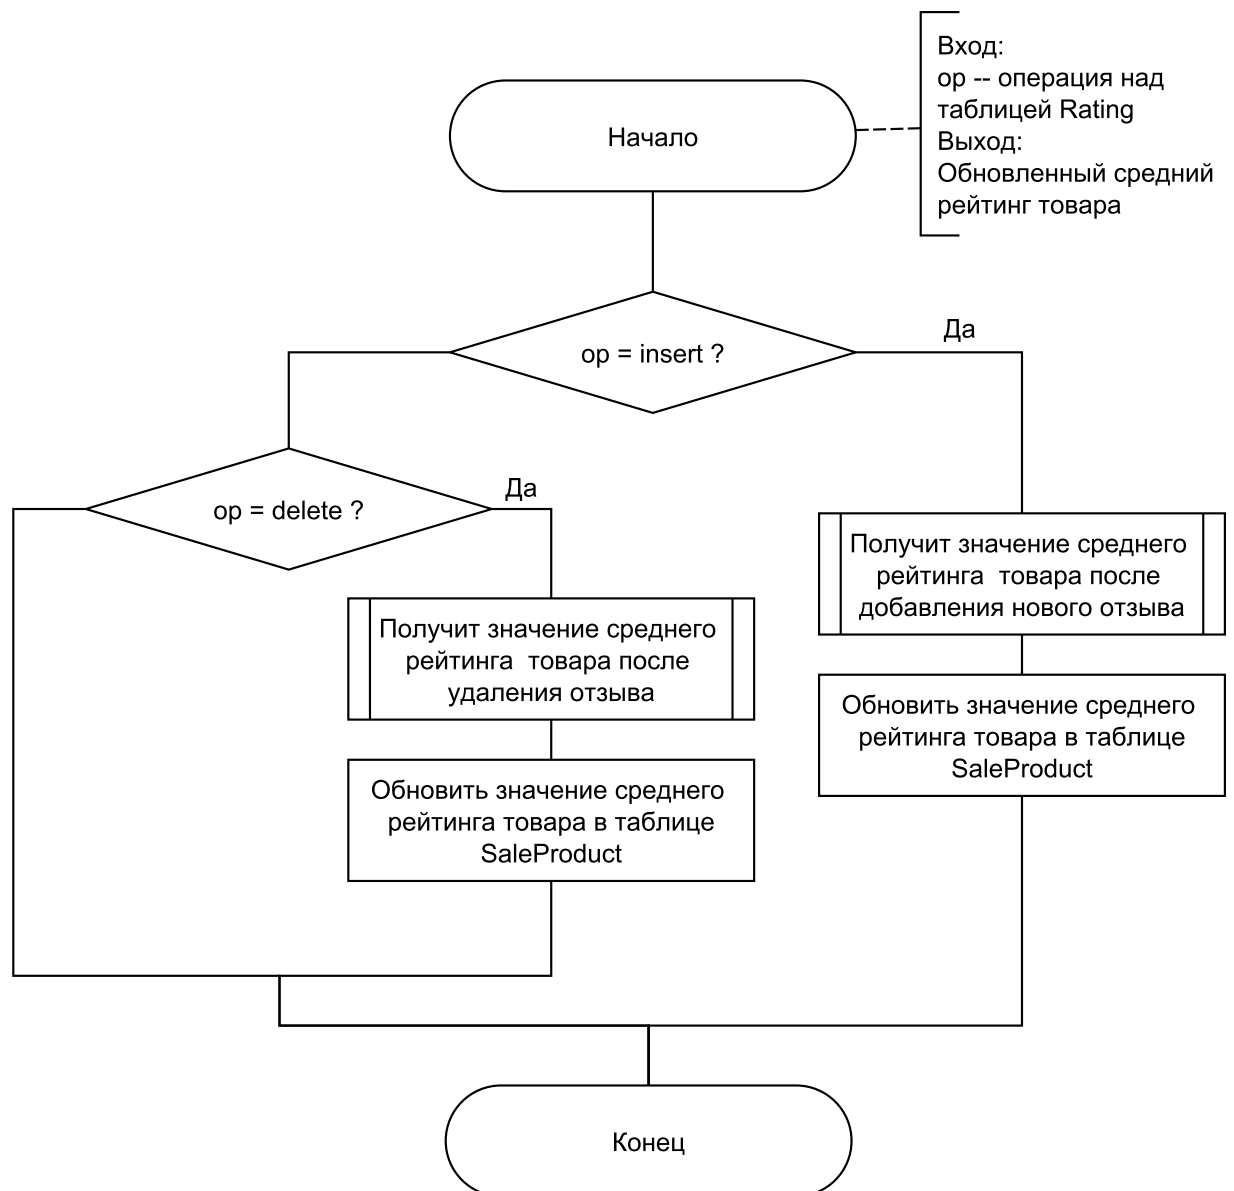 Вход:
op -- операция над
таблицей Rating
Выход:
Обновленный средний
рейтинг товара
Начало
op = insert ?
Да
op = delete ?
Да
Получит значение среднего
рейтинга товара после
добавления нового отзыва
Получит значение среднего
рейтинга товара после
удаления отзыва
Обновить значение среднего
рейтинга товара в таблице
SaleProduct
Обновить значение среднего
рейтинга товара в таблице
SaleProduct
Конец